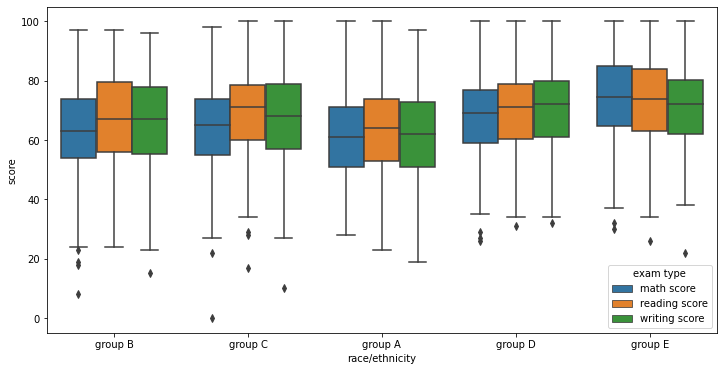 100
80
60
40
20
0
score
group B group C group A group D group E
race/ethnicity
exam type
math score
reading score
writing score